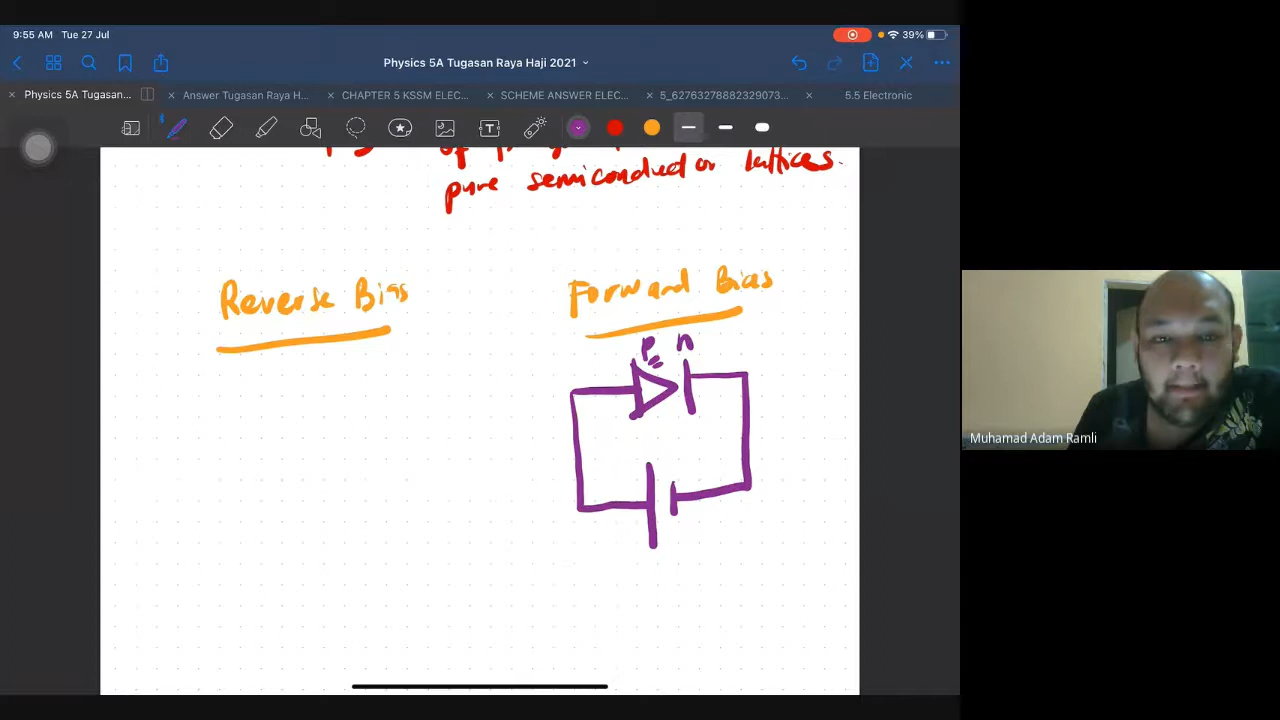 9:55 AM Tue 27 Jul
39%
Physics 5A Tugasan Raya Haji 2021
Physics 5A Tugasan...
Answer Tugasan Raya H...
CHAPTER 5 KSSM ELEC...
SCHEME ANSWER ELEC...
5_62763278882329073...
5.5 Electronic
of
pure semiconductor lattices.
Reverse Bias
Forward Bias
P n
Muhamad Adam Ramli